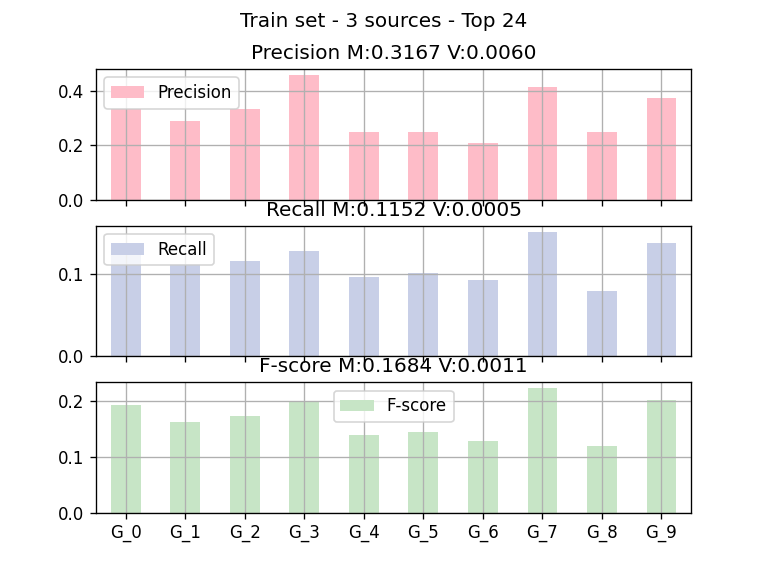 Train set - 3 sources - Top 24
Precision M:0.3167 V:0.0060
Precision
0.4
0.2
0.0
Recall M:0.1152 V:0.0005
Recall
0.1
0.0
F-score M:0.1684 V:0.0011
F-score
0.2
0.1
0.0
G_0 G_1 G_2 G_3 G_4 G_5 G_6 G_7 G_8 G_9